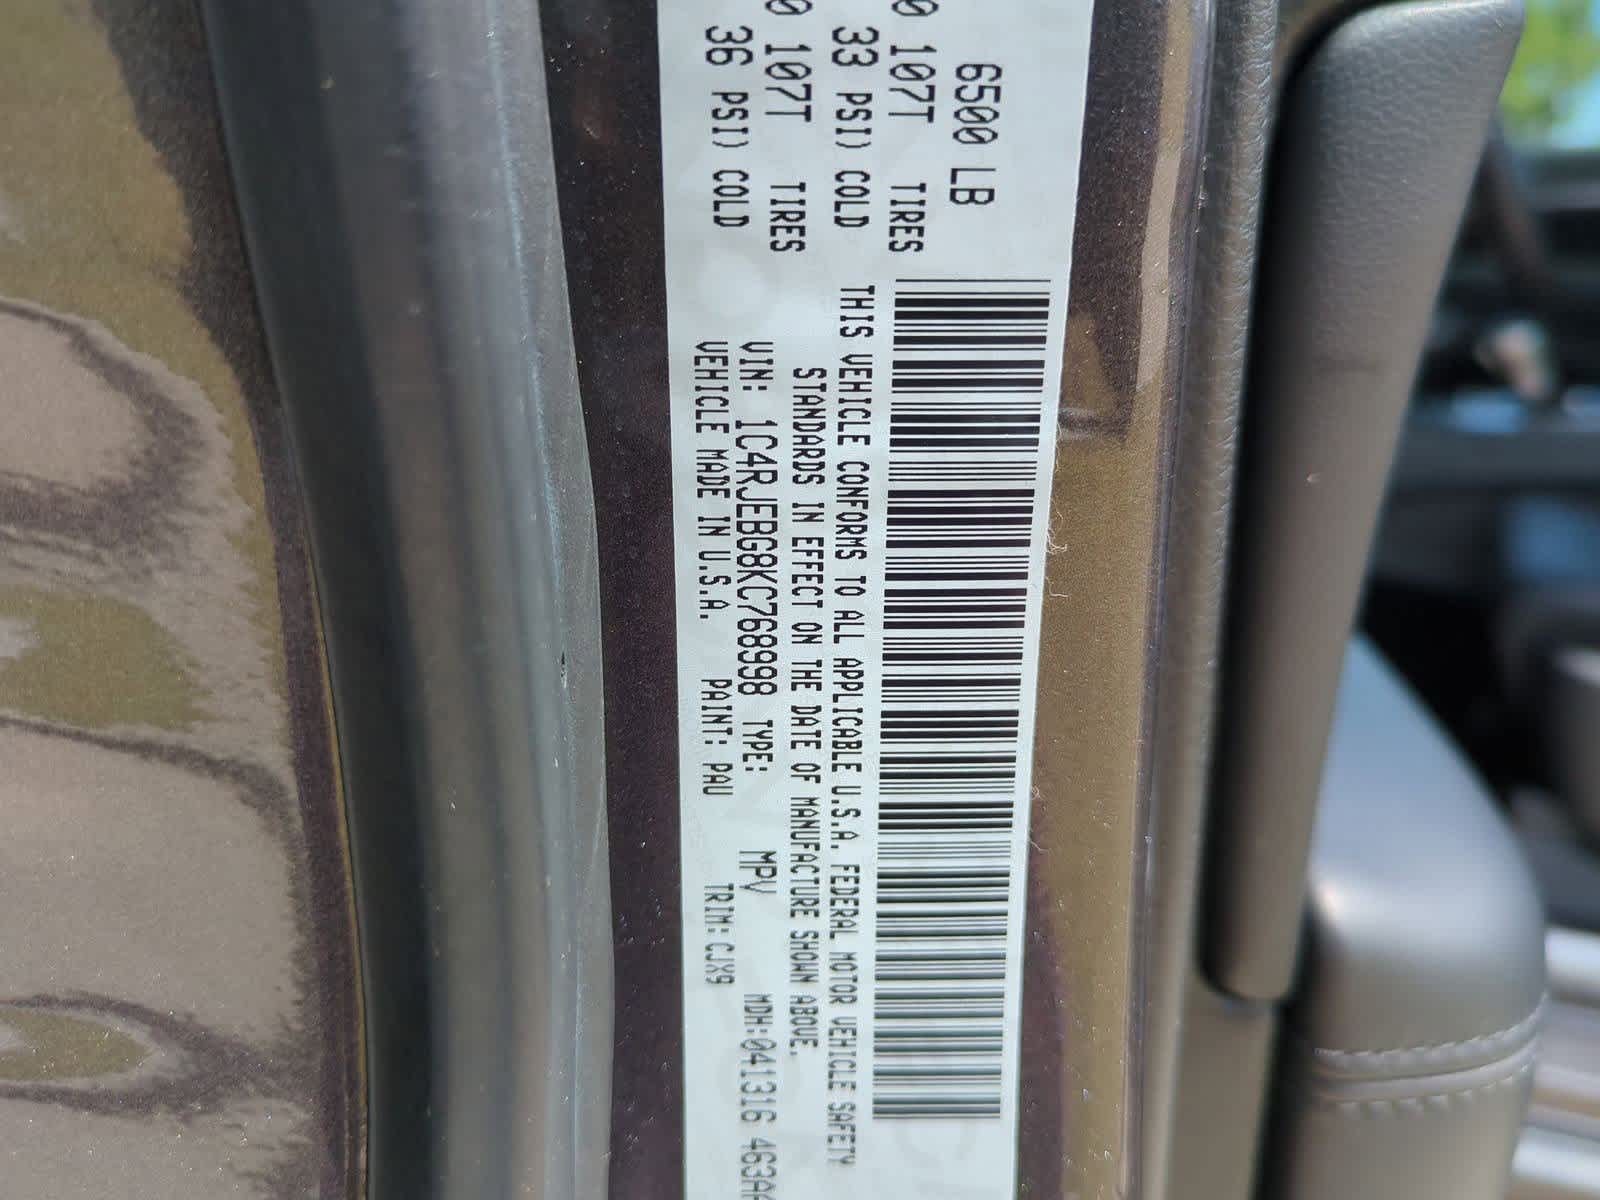 6500 LB
0 107T TIRES
33 PSI) COLD
0 107T TIRES
36 PSI) COLD
THIS VEHICLE CONFORMS TO ALL APPLICABLE U.S.A. FEDERAL MOTOR VEHICLE SAFETY
STANDARDS IN EFFECT ON THE DATE OF MANUFACTURE SHOWN ABOVE.
VIN: 1C4RJEBG8KC768998 TYPE: MPV MDH:041316
VEHICLE MADE IN U.S.A. PAINT: PAU TRIM: CJX9